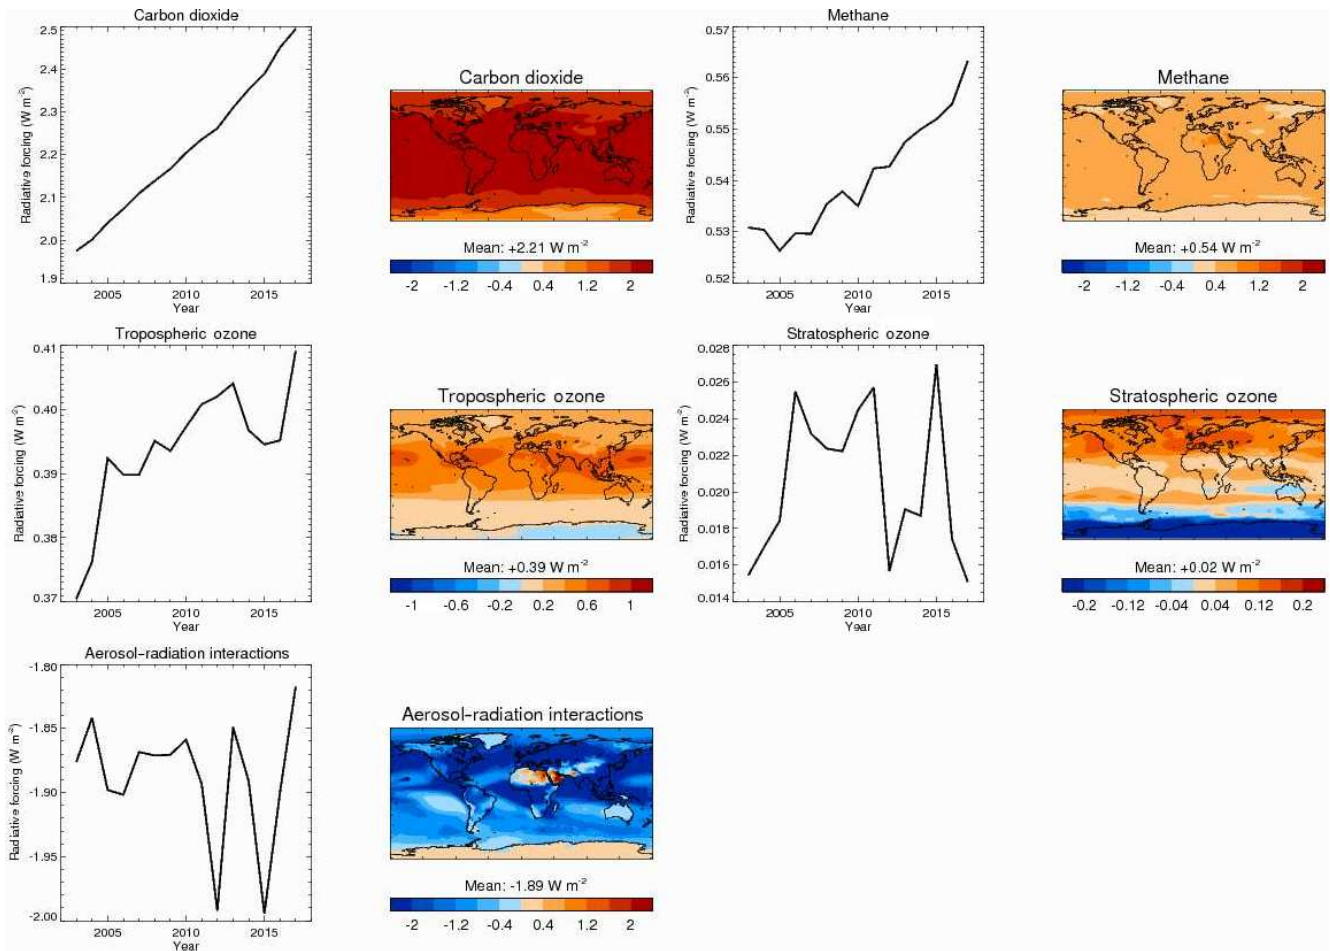 Carbon dioxide
2.5
2.4
2.3
2.2
2.1
2.0
1.9
Radiative forcing (W m-2)
2005 2010 2015
Year
Carbon dioxide
Mean: +2.21 W m-2
-2 -1.2 -0.4 0.4 1.2 2
Methane
0.57
0.56
0.55
0.54
0.53
0.52
Radiative forcing (W m-2)
2005 2010 2015
Year
Methane
Mean: +0.54 W m-2
-2 -1.2 -0.4 0.4 1.2 2
Tropospheric ozone
0.41
0.40
0.39
0.38
0.37
Radiative forcing (W m-2)
2005 2010 2015
Year
Tropospheric ozone
Mean: +0.39 W m-2
-1 -0.6 -0.2 0.2 0.6 1
Stratospheric ozone
0.028
0.026
0.024
0.022
0.020
0.018
0.016
0.014
Radiative forcing (W m-2)
2005 2010 2015
Year
Stratospheric ozone
Mean: +0.02 W m-2
-0.2 -0.12 -0.04 0.04 0.12 0.2
Aerosol-radiation interactions
-1.80
-1.85
-1.90
-1.95
-2.00
Radiative forcing (W m-2)
2005 2010 2015
Year
Aerosol-radiation interactions
Mean: -1.89 W m-2
-2 -1.2 -0.4 0.4 1.2 2